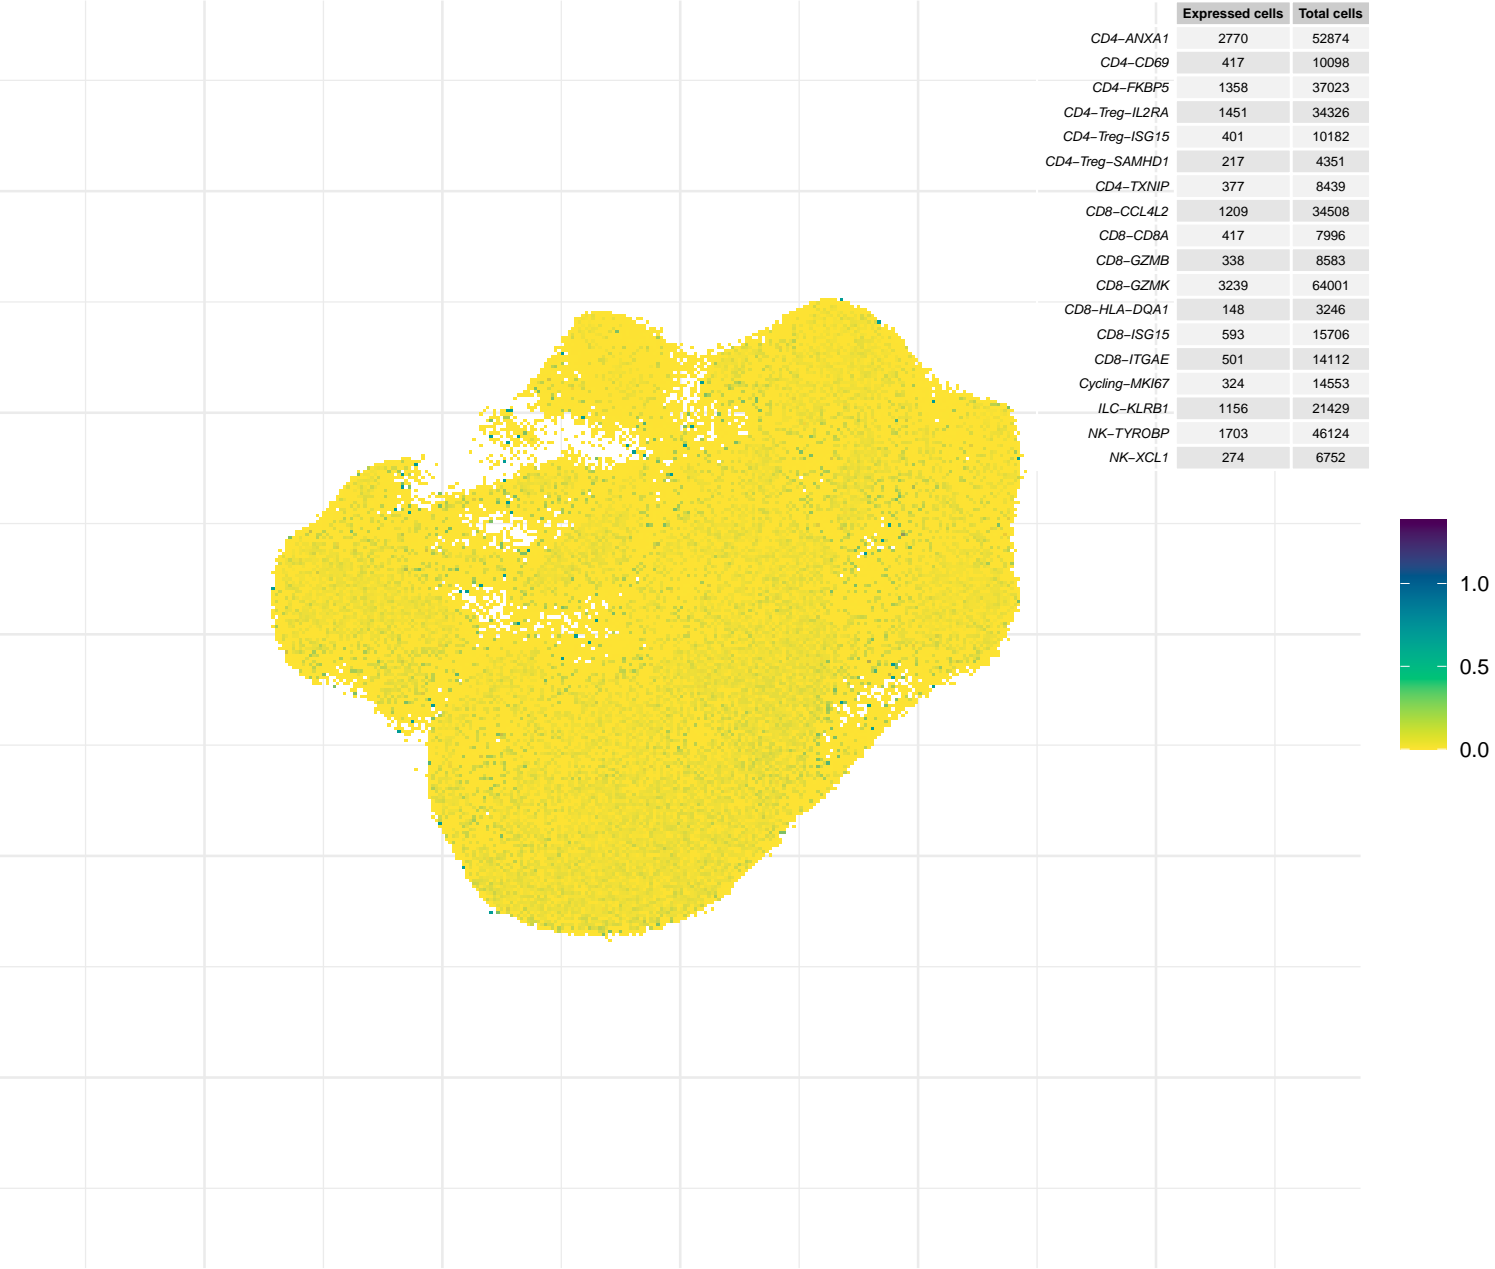 Expressed cells Total cells
CD4−ANXA1 2770 52874
CD4−CD69 417 10098
CD4−FKBP5 1358 37023
CD4−Treg−IL2RA 1451 34326
CD4−Treg−ISG15 401 10182
CD4−Treg−SAMHD1 217 4351
CD4−TXNIP 377 8439
CD8−CCL4L2 1209 34508
CD8−CD8A 417 7996
CD8−GZMB 338 8583
CD8−GZMK 3239 64001
CD8−HLA−DQA1 148 3246
CD8−ISG15 593 15706
CD8−ITGAE 501 14112
Cycling−MKI67 324 14553
ILC−KLRB1 1156 21429
NK−TYROBP 1703 46124
NK−XCL1 274 6752
1.0
0.5
0.0